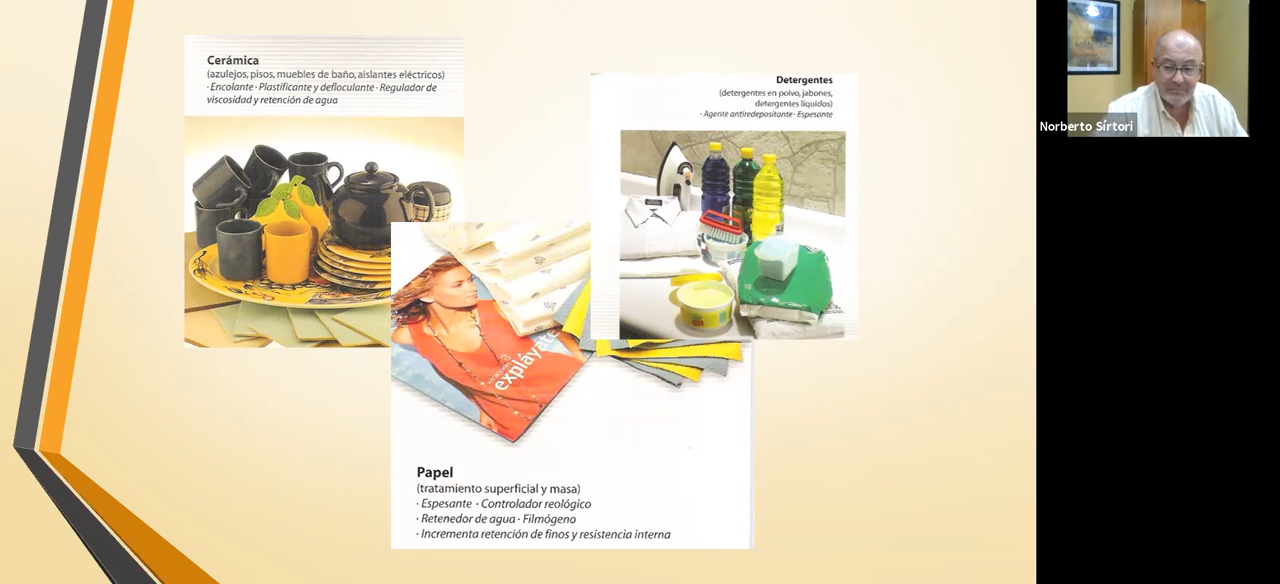 Cerámica
(azulejos, pisos, muebles de baño, aislantes eléctricos)
· Encolante · Plastificante y defloculante · Regulador de
viscosidad y retención de agua
Detergentes
(detergentes en polvo, jabones,
detergentes líquidos)
· Agente antiredepositante · Espesante
explayarse
Papel
(tratamiento superficial y masa)
· Espesante · Controlador reológico
· Retenedor de agua · Filmógeno
· Incrementa retención de finos y resistencia interna
Norberto Sírtori